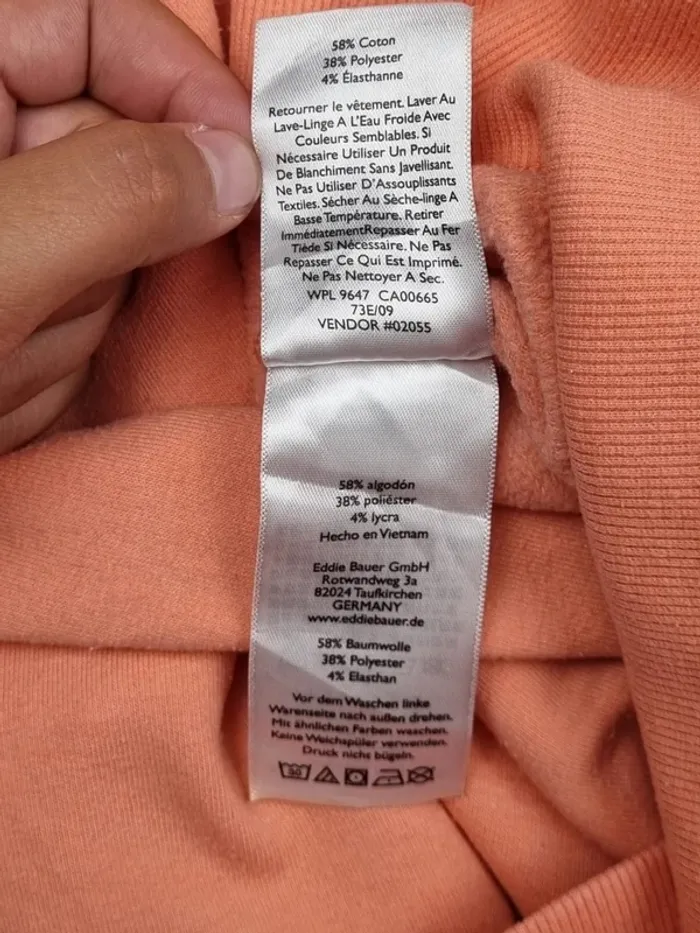 58% Coton
38% Polyester
4% Élasthanne
Retourner le vêtement. Laver Au
Lave-Linge A L'Eau Froide Avec
Couleurs Semblables. Si
Nécessaire Utiliser Un Produit
De Blanchiment Sans Javellisant.
Ne Pas Utiliser D'Assouplissants
Textiles. Sécher Au Sèche-linge A
Basse Température. Retirer
ImmédiatementRepasser Au Fer
Tiède Si Nécessaire. Ne Pas
Repasser Ce Qui Est Imprimé.
Ne Pas Nettoyer A Sec.
WPL 9647 CA00665
73E/09
VENDOR #02055
58% algodón
38% poliéster
4% lycra
Hecho en Vietnam
Eddie Bauer GmbH
Rotwandweg 3a
82024 Taufkirchen
GERMANY
www.eddiebauer.de
58% Baumwolle
38% Polyester
4% Elasthan
Vor dem Waschen linke
Warenseite nach außen drehen.
Mit ähnlichen Farben waschen.
Keine Weichspüler verwenden.
Druck nicht bügeln.